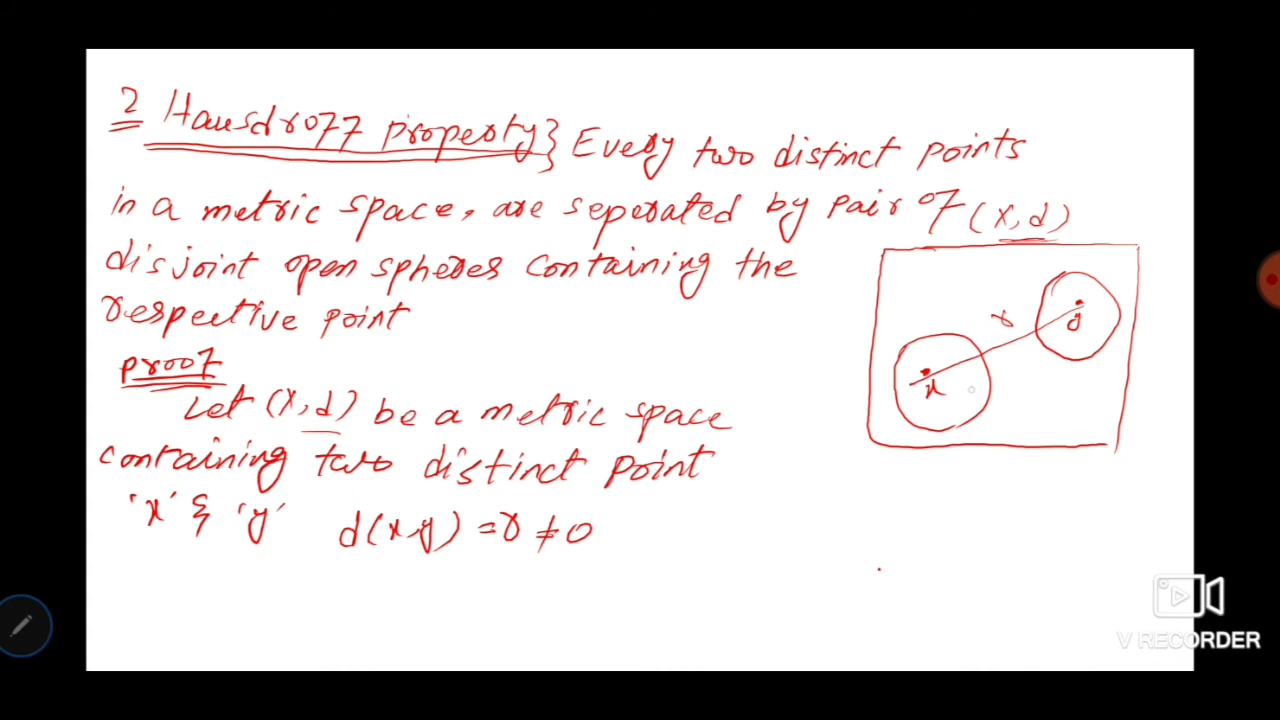 2 Hausdroff property} Every two distinct points
in a metric space, are seperated by pair of
(X, d)
disjoint open spheres containing the
respective point
proof
Let (X, d) be a metric space
containing two distinct point
'x' & 'y' d(x,y) = r ≠ 0
r
y
x
V RECORDER